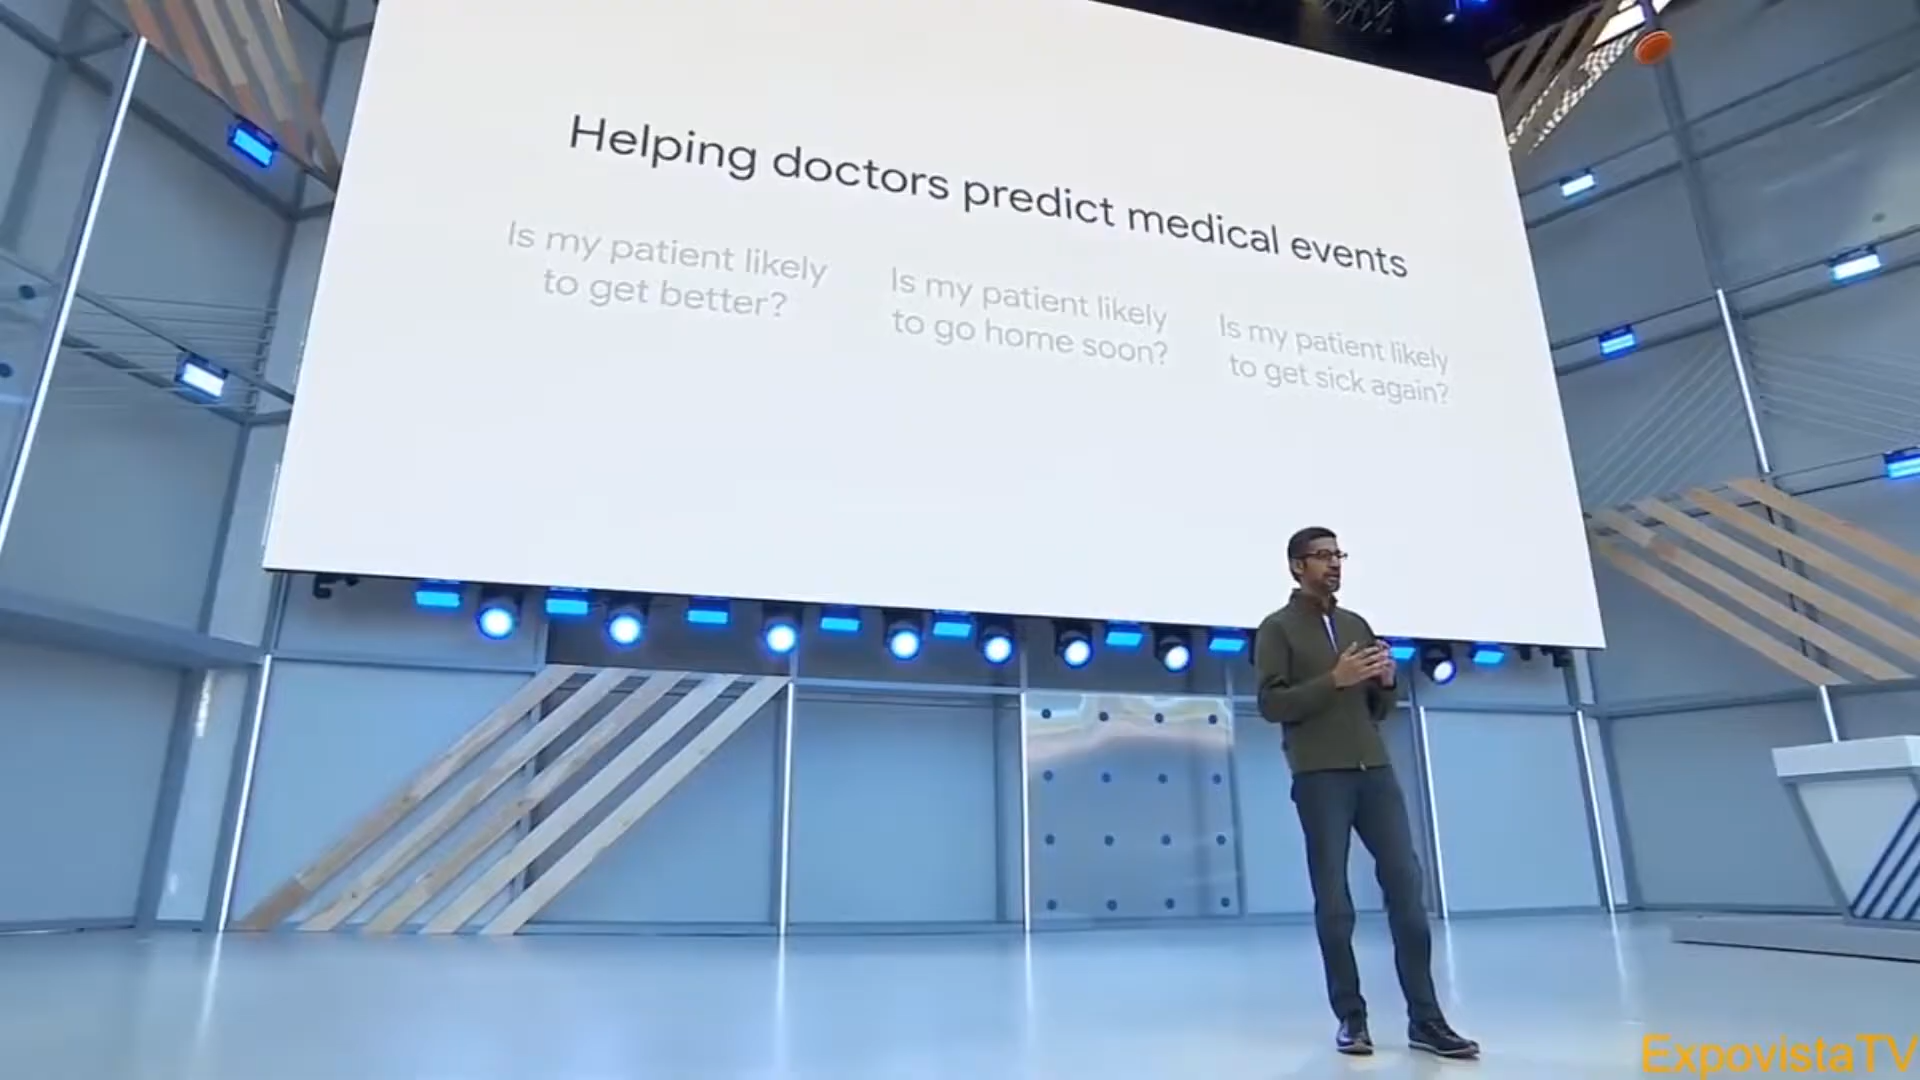 Helping doctors predict medical events
Is my patient likely
to get better?
Is my patient likely
to go home soon?
Is my patient likely
to get sick again?
ExpovistaTV